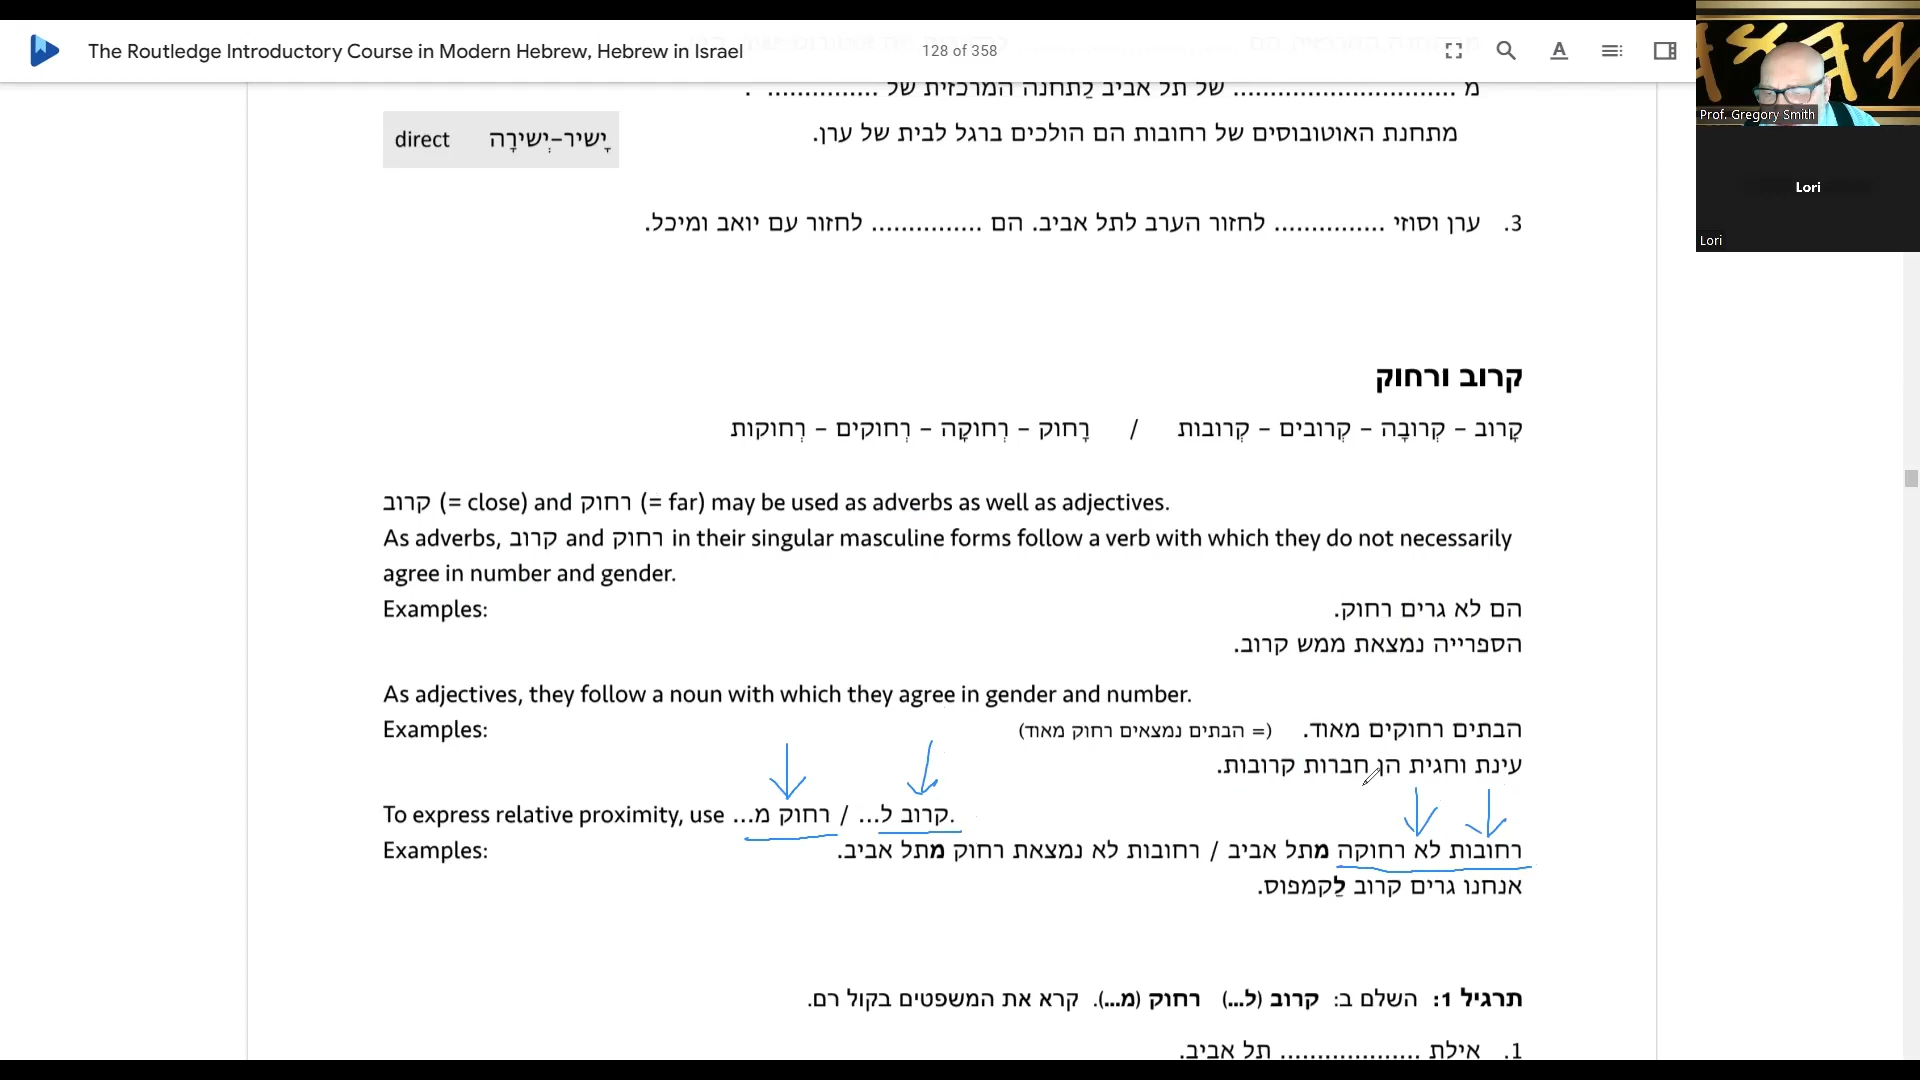 The Routledge Introductory Course in Modern Hebrew, Hebrew in Israel
128 of 358
Prof. Gregory Smith
Lori
Lori
מ ............................ של תל אביב לַתחנה המרכזית של .............. .
מתחנת האוטובוסים של רחובות הם הולכים ברגל לבית של ערן.
יָשיר–יְשירָה direct
3. ערן וסוזי .............. לחזור הערב לתל אביב. הם .............. לחזור עם יואב ומיכל.
קרוב ורחוק
קָרוב – קְרובָה – קְרובים – קְרובות / רָחוק – רְחוקָה – רְחוקים – רְחוקות
קרוב (= close) and רחוק (= far) may be used as adverbs as well as adjectives.
As adverbs, קרוב and רחוק in their singular masculine forms follow a verb with which they do not necessarily
agree in number and gender.
Examples:
הם לא גרים רחוק.
הספרייה נמצאת ממש קרוב.
As adjectives, they follow a noun with which they agree in gender and number.
Examples:
הבתים רחוקים מאוד. (= הבתים נמצאים רחוק מאוד)
עינת וחגית הן חברות קרובות.
To express relative proximity, use קרוב ל... / רחוק מ....
Examples:
רחובות לא רחוקה מתל אביב / רחובות לא נמצאת רחוק מתל אביב.
אנחנו גרים קרוב לַקמפוס.
תרגיל 1: השלם ב: קרוב (ל...) רחוק (מ...). קרא את המשפטים בקול רם.
1. אילת .................. תל אביב.